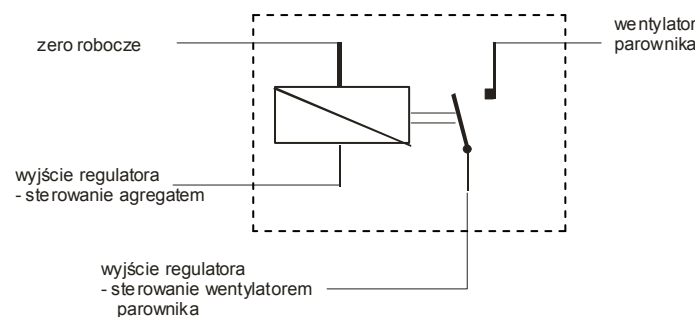 zero robocze
wentylator
parownika
wyjście regulatora
- sterowanie agregatem
wyjście regulatora
- sterowanie wentylatorem
parownika